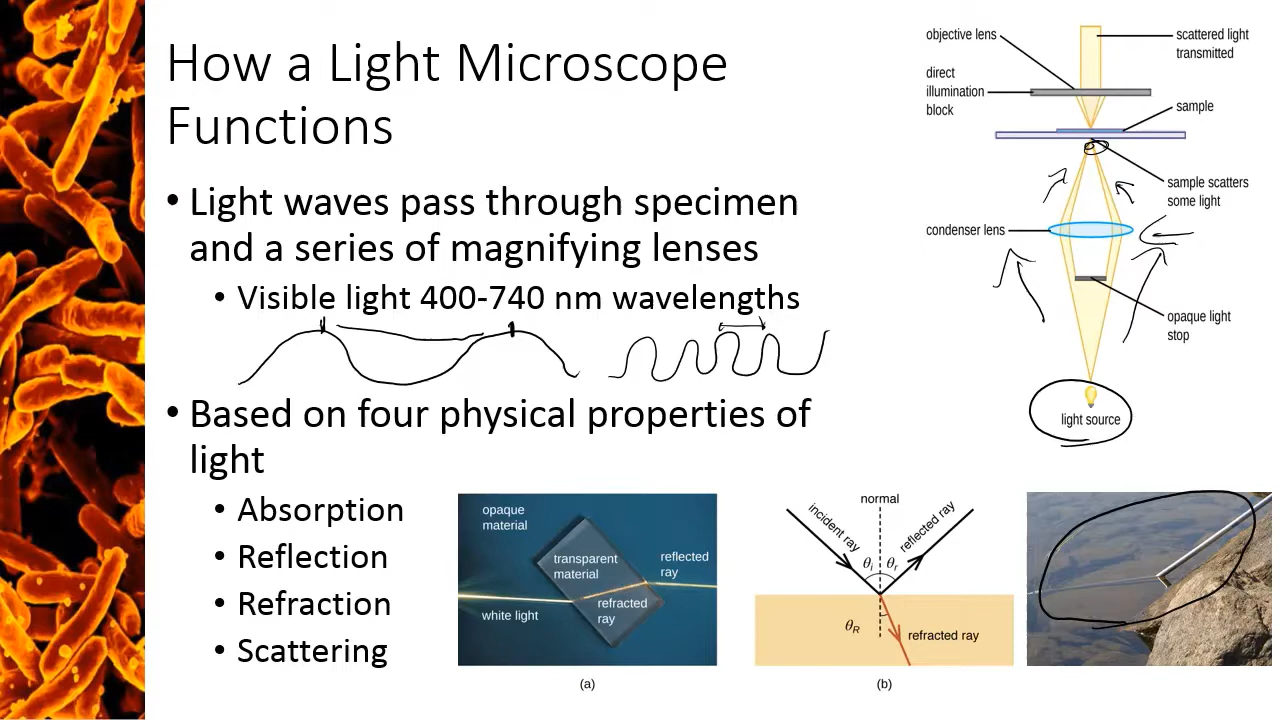 How a Light Microscope
Functions
• Light waves pass through specimen
and a series of magnifying lenses
• Visible light 400-740 nm wavelengths
• Based on four physical properties of
light
• Absorption
• Reflection
• Refraction
• Scattering
objective lens
scattered light
transmitted
direct
illumination
block
sample
sample scatters
some light
condenser lens
opaque light
stop
light source
opaque
material
transparent
material
reflected
ray
white light
refracted
ray
(a)
normal
incident ray
reflected ray
θi
θr
θR
refracted ray
(b)